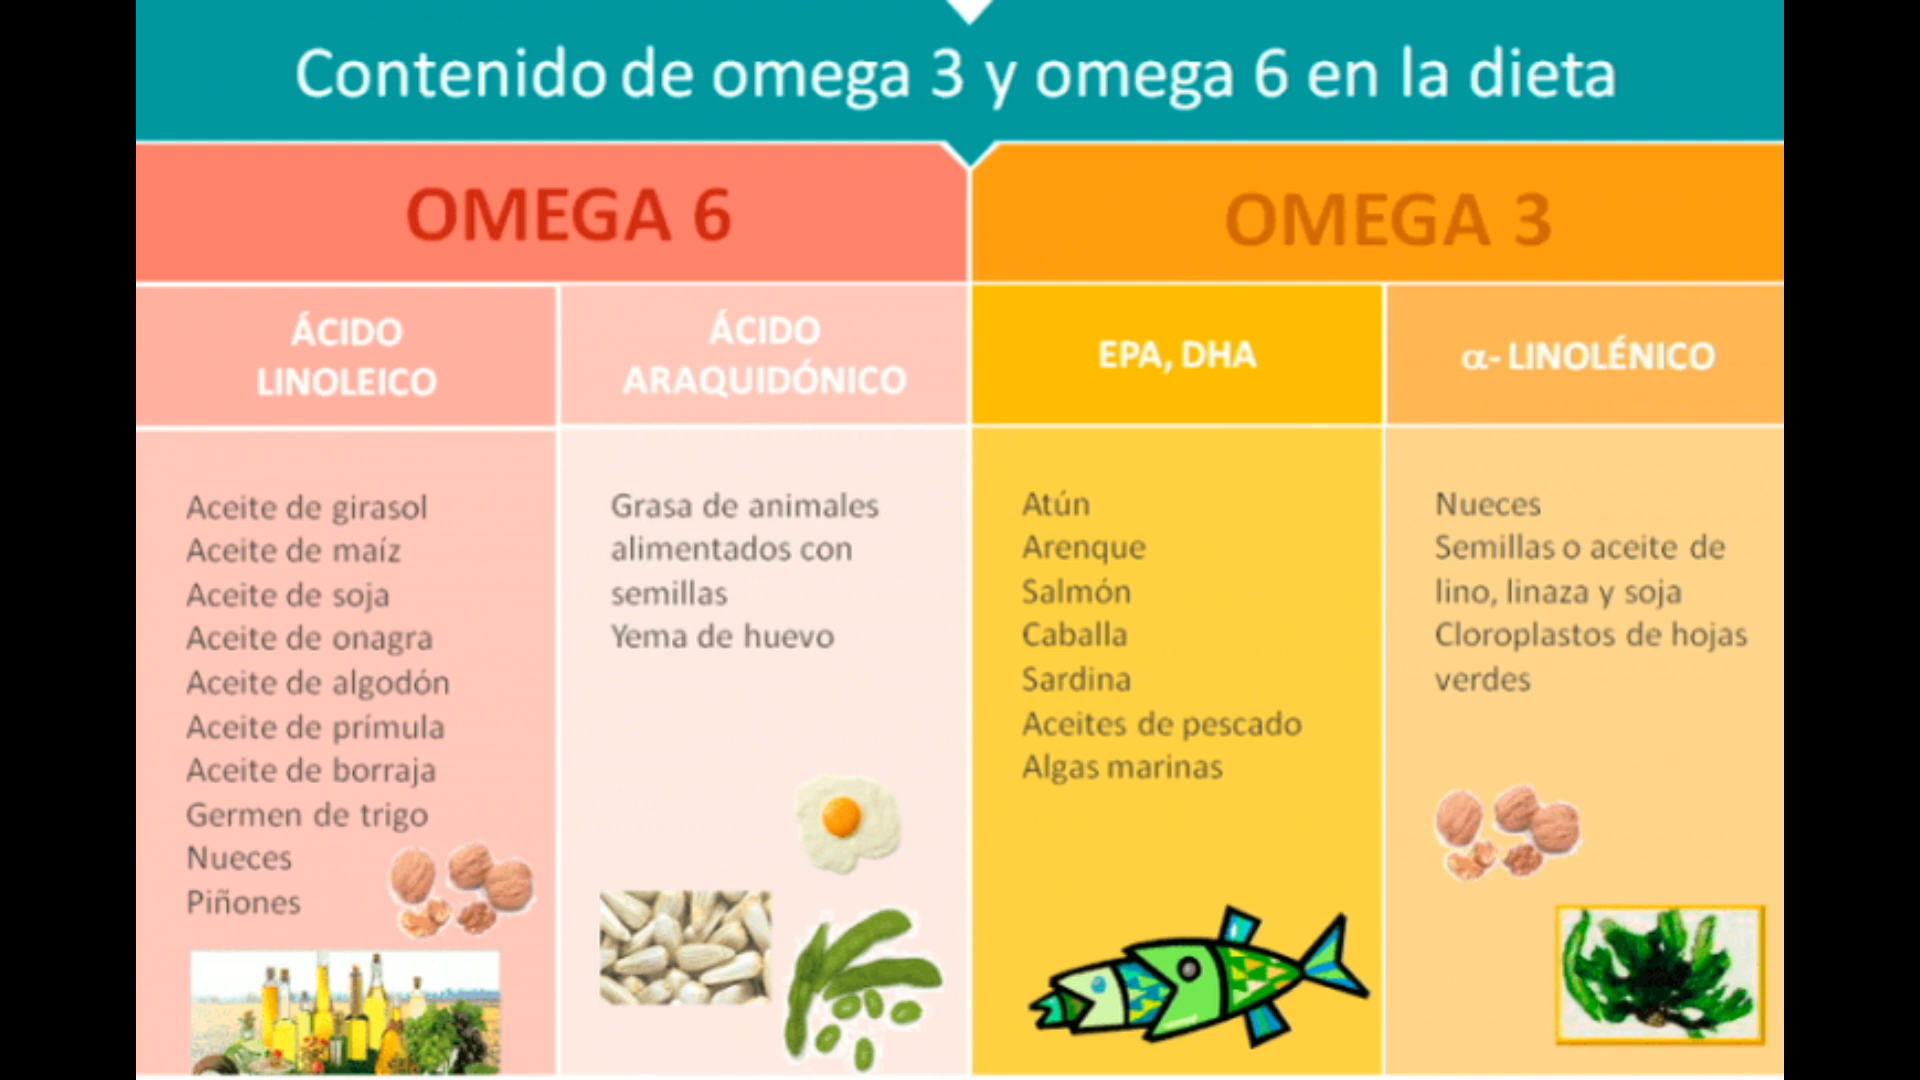 Contenido de omega 3 y omega 6 en la dieta
OMEGA 6
OMEGA 3
ÁCIDO
LINOLEICO
ÁCIDO
ARAQUIDÓNICO
EPA, DHA
α- LINOLÉNICO
Aceite de girasol
Aceite de maíz
Aceite de soja
Aceite de onagra
Aceite de algodón
Aceite de prímula
Aceite de borraja
Germen de trigo
Nueces
Piñones
Grasa de animales
alimentados con
semillas
Yema de huevo
Atún
Arenque
Salmón
Caballa
Sardina
Aceites de pescado
Algas marinas
Nueces
Semillas o aceite de
lino, linaza y soja
Cloroplastos de hojas
verdes